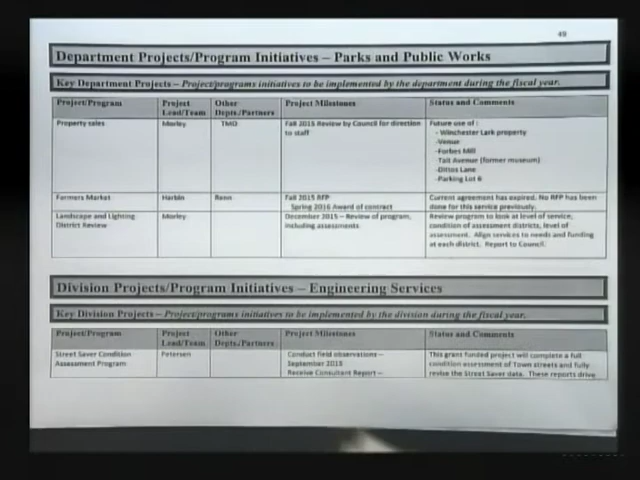 49
Department Projects/Program Initiatives – Parks and Public Works
Key Department Projects – Project/programs initiatives to be implemented by the department during the fiscal year.
Project/Program Project Lead/Team Other Depts./Partners Project Milestones Status and Comments
Property sales Morley TMO Fall 2015 Review by Council for direction
to staff
Future use of :
- Winchester Lark property
-Venue
-Forbes Mill
Tait Avenue (former museum)
-Dittos Lane
-Parking Lot 6
Farmers Market Harbin Renn Fall 2015 RFP
Spring 2016 Award of contract
Current agreement has expired. No RFP has been
done for this service previously.
Landscape and Lighting
District Review
Morley
December 2015 – Review of program,
including assessments.
Review program to look at level of service,
condition of assessment districts, level of
assessment. Align services to needs and funding
at each district. Report to Council.
Division Projects/Program Initiatives – Engineering Services
Key Division Projects – Project/programs initiatives to be implemented by the division during the fiscal year.
Project/Program Project Lead/Team Other Depts./Partners Project Milestones Status and Comments
Street Saver Condition
Assessment Program
Petersen
Conduct field observations –
September 2015
Receive Consultant Report –
This grant funded project will complete a full
condition assessment of Town streets and fully
revise the Street Saver data. These reports drive